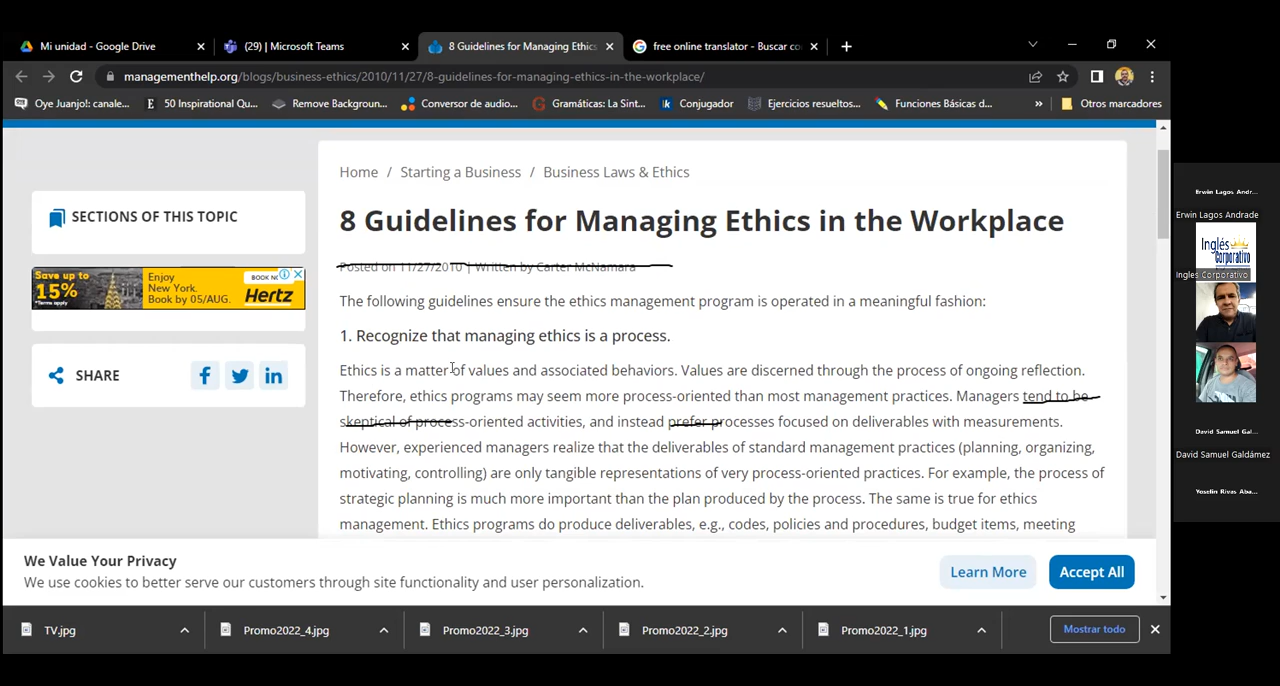 Mi unidad - Google Drive
(29) | Microsoft Teams
8 Guidelines for Managing Ethics
free online translator - Buscar co
managementhelp.org/blogs/business-ethics/2010/11/27/8-guidelines-for-managing-ethics-in-the-workplace/
Oye Juanjo!: canale...
50 Inspirational Qu...
Remove Backgroun...
Conversor de audio...
Gramáticas: La Sint...
Conjugador
Ejercicios resueltos...
Funciones Básicas d...
»
Otros marcadores
Home / Starting a Business / Business Laws & Ethics
SECTIONS OF THIS TOPIC
8 Guidelines for Managing Ethics in the Workplace
Posted on 11/27/2010 | Written by Carter McNamara
Save up to
15%
*Terms apply
Enjoy
New York.
Book by 05/AUG.
BOOK
Hertz
SHARE
The following guidelines ensure the ethics management program is operated in a meaningful fashion:
1. Recognize that managing ethics is a process.
Ethics is a matter of values and associated behaviors. Values are discerned through the process of ongoing reflection.
Therefore, ethics programs may seem more process-oriented than most management practices. Managers tend to be
skeptical of process-oriented activities, and instead prefer processes focused on deliverables with measurements.
However, experienced managers realize that the deliverables of standard management practices (planning, organizing,
motivating, controlling) are only tangible representations of very process-oriented practices. For example, the process of
strategic planning is much more important than the plan produced by the process. The same is true for ethics
management. Ethics programs do produce deliverables, e.g., codes, policies and procedures, budget items, meeting
We Value Your Privacy
We use cookies to better serve our customers through site functionality and user personalization.
Learn More
Accept All
TV.jpg
Promo2022_4.jpg
Promo2022_3.jpg
Promo2022_2.jpg
Promo2022_1.jpg
Mostrar todo
Erwin Lagos Andr...
Erwin Lagos Andrade
Inglés
Corporativo
Ingles Corporativo
David Samuel Gal...
David Samuel Galdámez
Yoselin Rivas Aba...